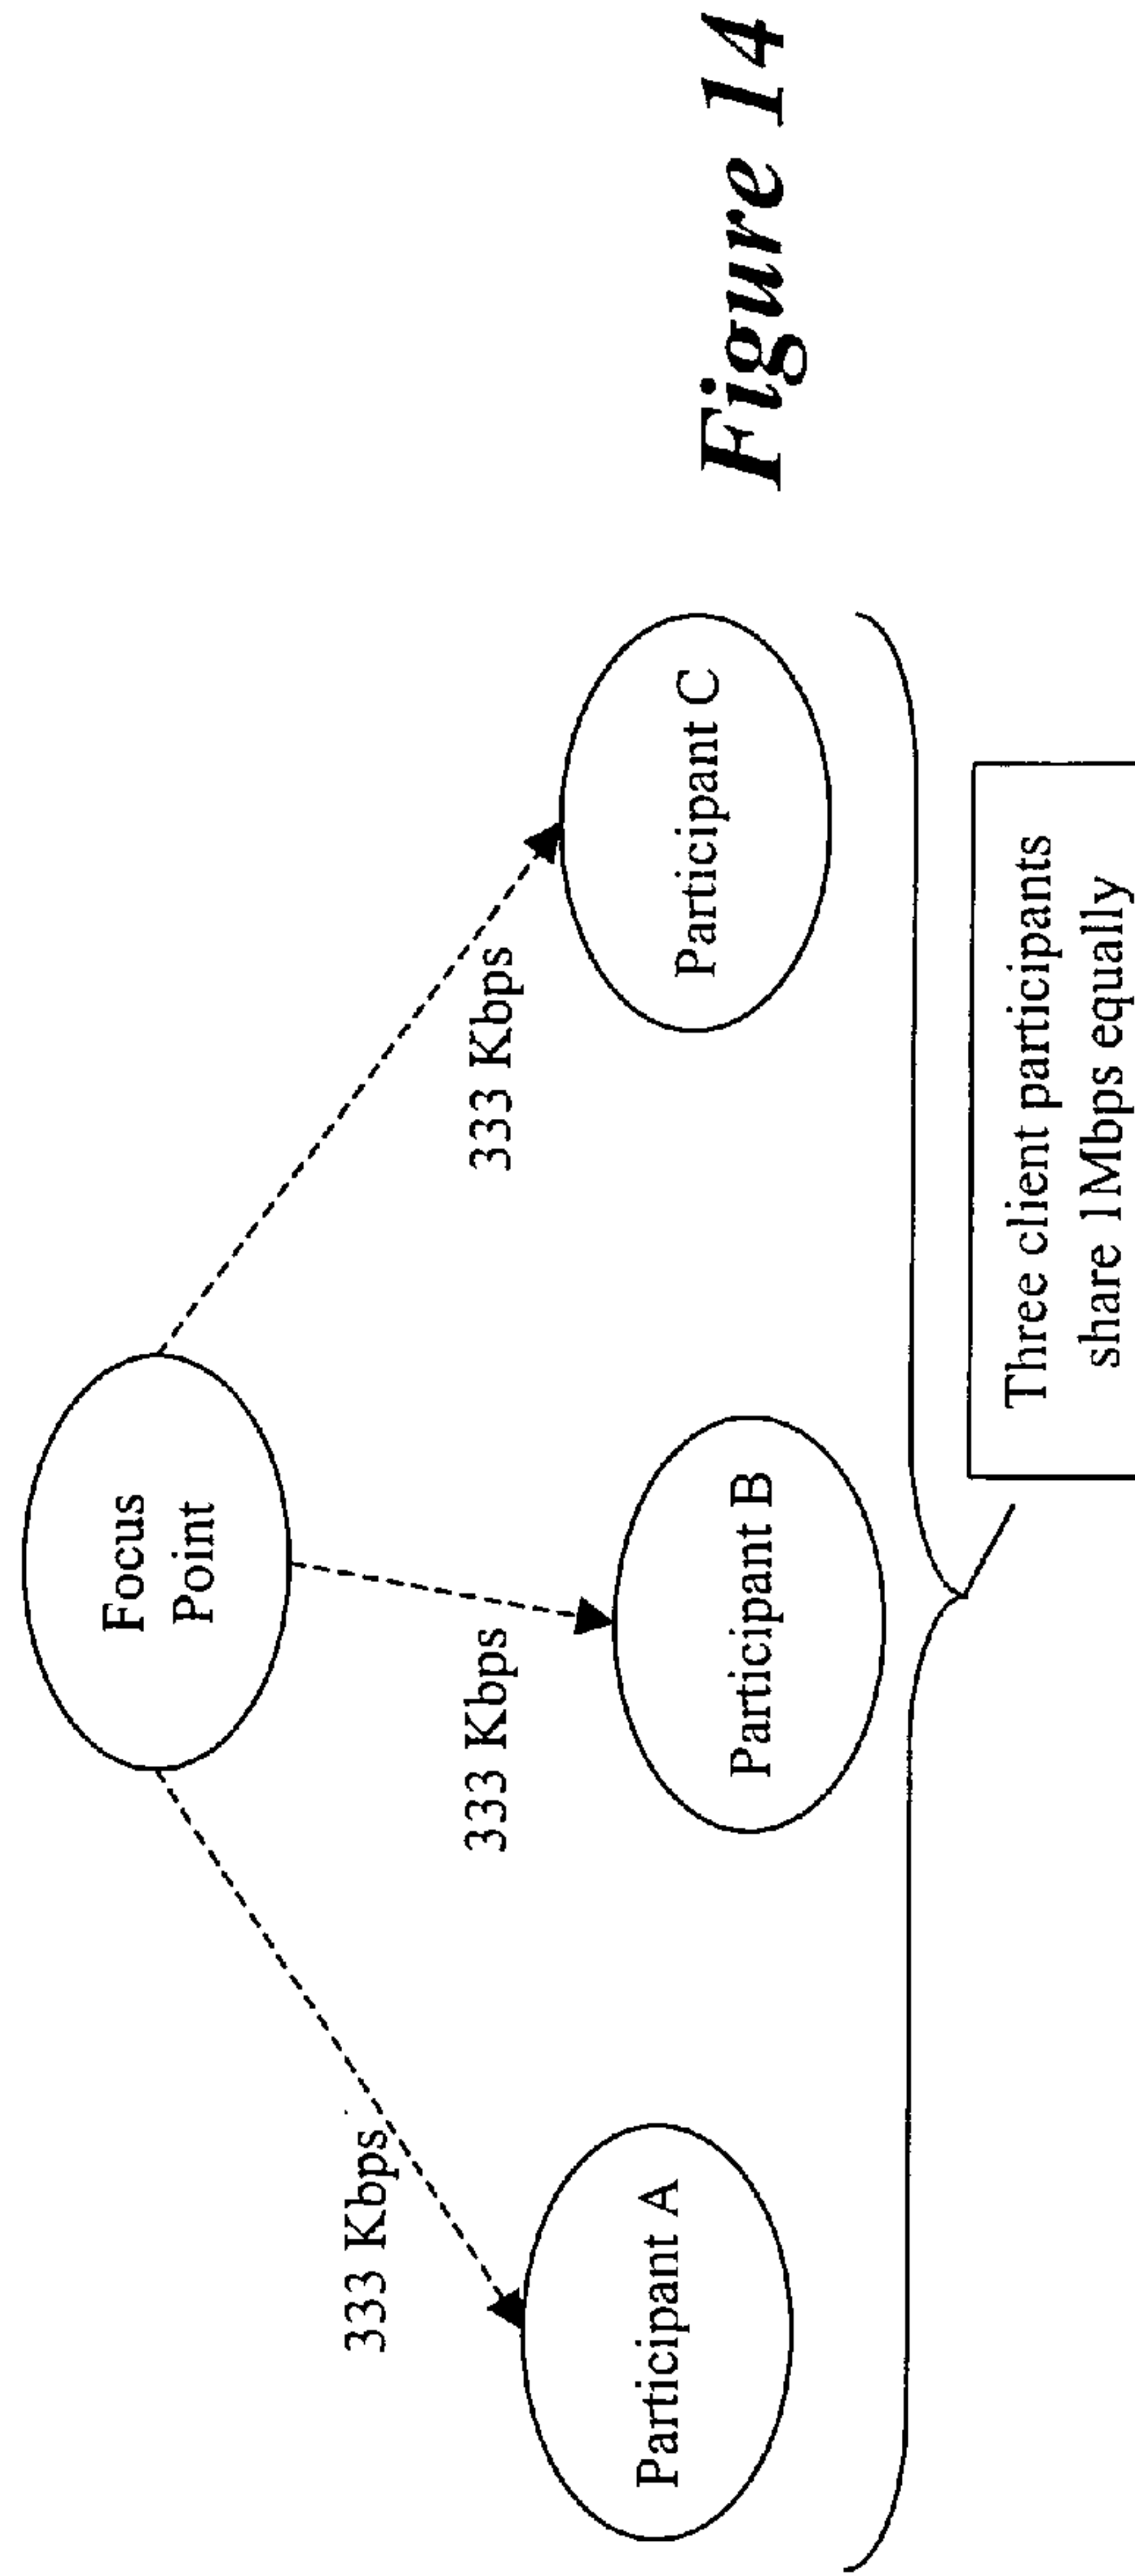 Focus
Point
333 Kbps
333 Kbps
333 Kbps
Participant A
Participant B
Participant C
Three client participants
share 1Mbps equally
Figure 14